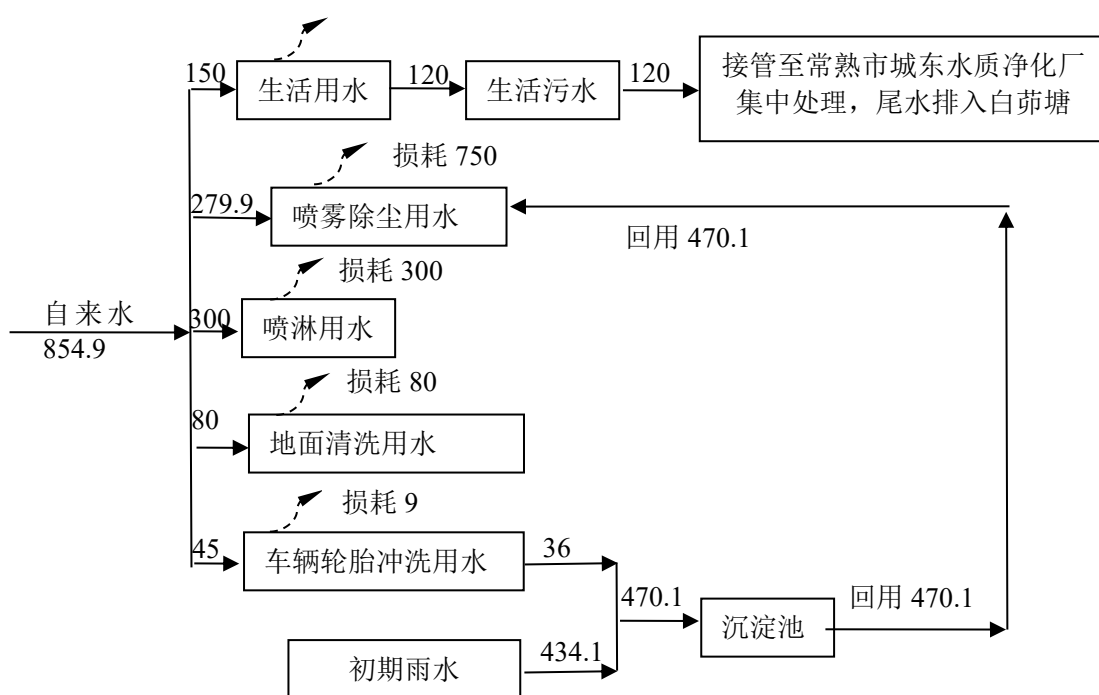 150
生活用水
120
生活污水
120
接管至常熟市城东水质净化厂
集中处理，尾水排入白茆塘
损耗 750
279.9
喷雾除尘用水
回用 470.1
损耗 300
自来水
854.9
300
喷淋用水
损耗 80
80
地面清洗用水
损耗 9
45
车辆轮胎冲洗用水
36
470.1
沉淀池
回用 470.1
初期雨水
434.1